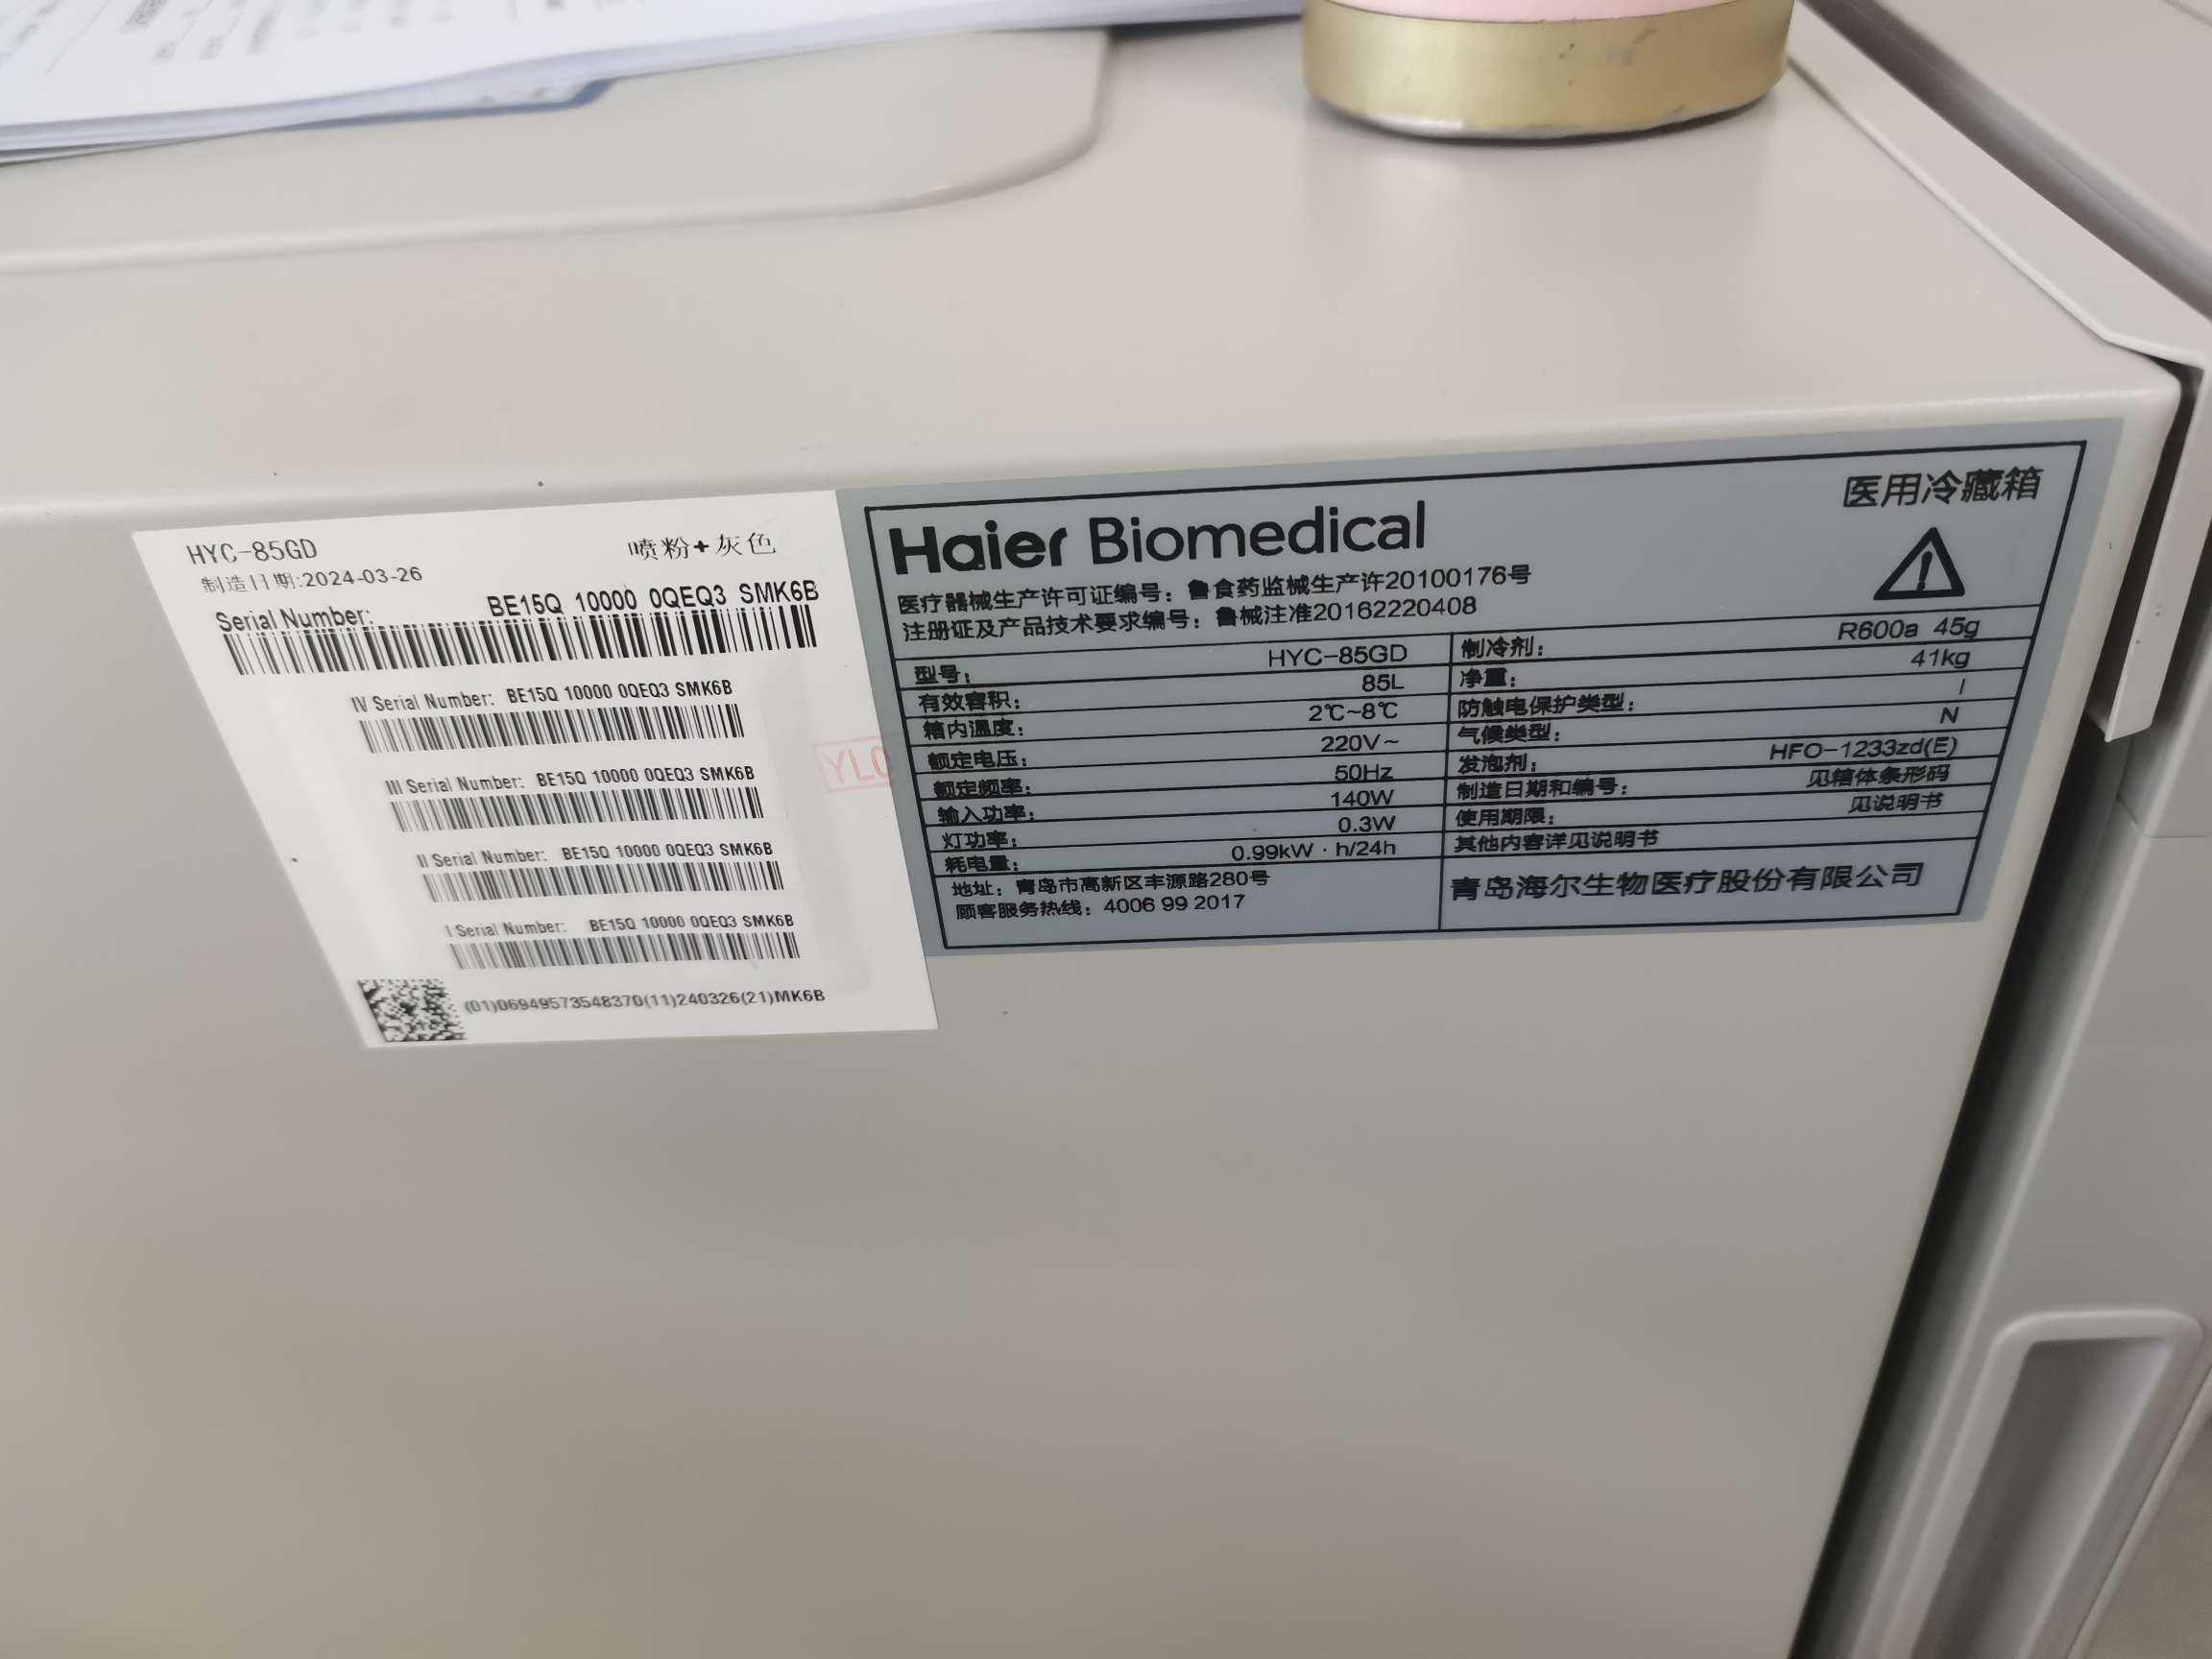 HYC-85GD 喷粉+灰色
制造日期:2024-03-26
Serial Number: BE15Q 10000 0QEQ3 SMK6B
IV Serial Number: BE15Q 10000 0QEQ3 SMK6B
III Serial Number: BE15Q 10000 0QEQ3 SMK6B
II Serial Number: BE15Q 10000 0QEQ3 SMK6B
I Serial Number: BE15Q 10000 0QEQ3 SMK6B
(01)06949573548370(11)240326(21)MK6B
Haier Biomedical
医用冷藏箱
医疗器械生产许可证编号：鲁食药监械生产许20100176号
注册证及产品技术要求编号：鲁械注准20162220408
型号： HYC-85GD
有效容积： 85L
箱内温度： 2℃~8℃
额定电压： 220V~
额定频率： 50Hz
输入功率： 140W
灯功率： 0.3W
耗电量： 0.99kW·h/24h
地址：青岛市高新区丰源路280号
顾客服务热线：4006 99 2017
制冷剂： R600a 45g
净重： 41kg
防触电保护类型： I
气候类型： N
发泡剂： HFO-1233zd(E)
制造日期和编号： 见箱体条形码
使用期限： 见说明书
其他内容详见说明书
青岛海尔生物医疗股份有限公司